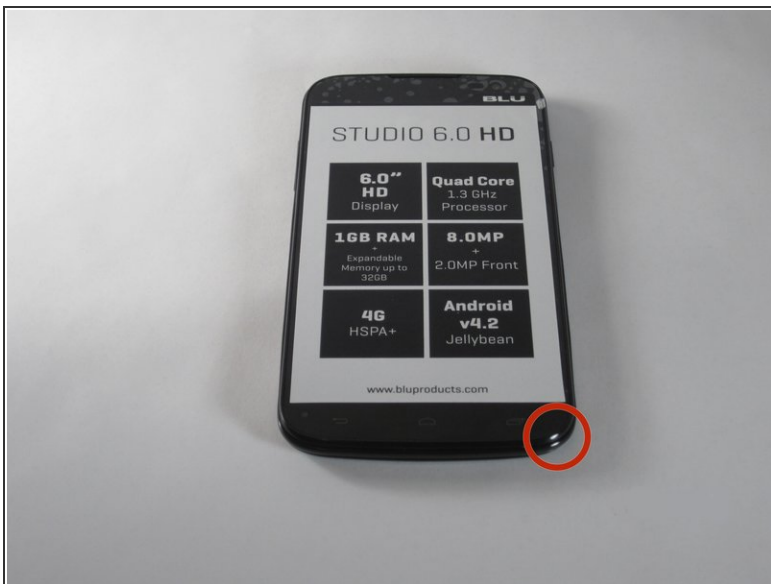 BLU
STUDIO 6.0 HD
6.0"
HD
Display
Quad Core
1.3 GHz
Processor
1GB RAM
+
Expandable
Memory up to
32GB
8.0MP
+
2.0MP Front
4G
HSPA+
Android
v4.2
Jellybean
www.bluproducts.com